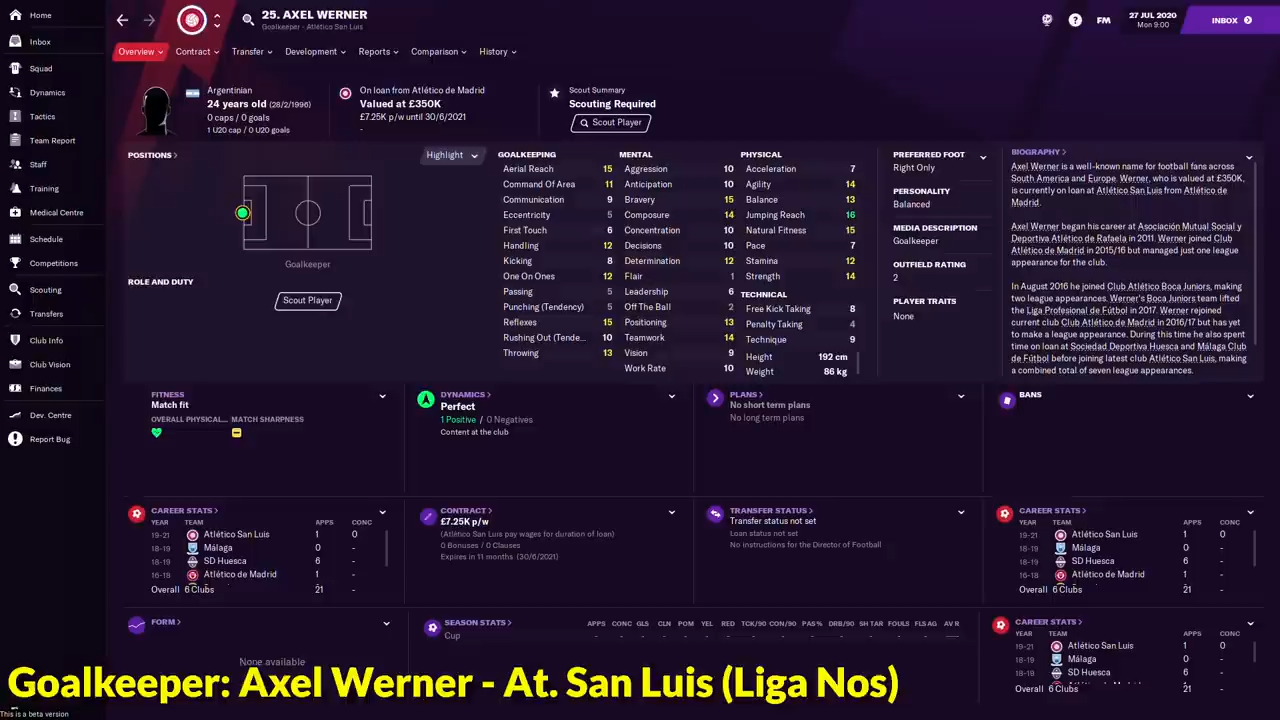 Home
Inbox
Squad
Dynamics
Tactics
Team Report
Staff
Training
Medical Centre
Schedule
Competitions
Scouting
Transfers
Club Info
Club Vision
Finances
Dev. Centre
Report Bug
This is a beta version
25. AXEL WERNER
Goalkeeper - Atlético San Luis
FM
27 JUL 2020
Mon 9:00
INBOX
Overview
Contract
Transfer
Development
Reports
Comparison
History
Argentinian
24 years old (28/2/1996)
0 caps / 0 goals
1 U20 cap / 0 U20 goals
On loan from Atlético de Madrid
Valued at £350K
£7.25K p/w until 30/6/2021
-
Scout Summary
Scouting Required
Scout Player
POSITIONS
Highlight
Goalkeeper
ROLE AND DUTY
Scout Player
GOALKEEPING
Aerial Reach 15
Command Of Area 11
Communication 9
Eccentricity 5
First Touch 6
Handling 12
Kicking 8
One On Ones 12
Passing 5
Punching (Tendency) 5
Reflexes 15
Rushing Out (Tende... 10
Throwing 13
MENTAL
Aggression 10
Anticipation 10
Bravery 15
Composure 14
Concentration 10
Decisions 10
Determination 12
Flair 1
Leadership 6
Off The Ball 2
Positioning 13
Teamwork 14
Vision 9
Work Rate 10
PHYSICAL
Acceleration 7
Agility 14
Balance 13
Jumping Reach 16
Natural Fitness 15
Pace 7
Stamina 12
Strength 14
TECHNICAL
Free Kick Taking 8
Penalty Taking 4
Technique 9
Height 192 cm
Weight 86 kg
PREFERRED FOOT
Right Only
PERSONALITY
Balanced
MEDIA DESCRIPTION
Goalkeeper
OUTFIELD RATING
2
PLAYER TRAITS
None
BIOGRAPHY
Axel Werner is a well-known name for football fans across
South America and Europe. Werner, who is valued at £350K,
is currently on loan at Atlético San Luis from Atlético de
Madrid.
Axel Werner began his career at Asociación Mutual Social y
Deportiva Atlético de Rafaela in 2011. Werner joined Club
Atlético de Madrid in 2015/16 but managed just one league
appearance for the club.
In August 2016 he joined Club Atlético Boca Juniors, making
two league appearances. Werner's Boca Juniors team lifted
the Liga Profesional de Fútbol in 2017. Werner rejoined
current club Club Atlético de Madrid in 2016/17 but has yet
to make a league appearance. During this time he also spent
time on loan at Sociedad Deportiva Huesca and Málaga Club
de Fútbol before joining latest club Atlético San Luis, making
a combined total of seven league appearances.
FITNESS
Match fit
OVERALL PHYSICAL... MATCH SHARPNESS
DYNAMICS
Perfect
1 Positive / 0 Negatives
Content at the club
PLANS
No short term plans
No long term plans
BANS
CAREER STATS
YEAR TEAM APPS CONC
19-21 Atlético San Luis 1 0
18-19 Málaga 0 -
18-19 SD Huesca 6 -
16-18 Atlético de Madrid 1 -
Overall 6 Clubs 21 -
CONTRACT
£7.25K p/w
(Atlético San Luis pay wages for duration of loan)
0 Bonuses / 0 Clauses
Expires in 11 months (30/6/2021)
TRANSFER STATUS
Transfer status not set
Loan status not set
No instructions for the Director of Football
CAREER STATS
YEAR TEAM APPS CONC
19-21 Atlético San Luis 1 0
18-19 Málaga 0 -
18-19 SD Huesca 6 -
16-18 Atlético de Madrid 1 -
Overall 6 Clubs 21 -
FORM
None available
SEASON STATS APPS CONC GLS CLN POM YEL RED TCK/90 CON/90 PAS% DRB/90 SH TAR FOULS FLS AG AV R
Cup - - - - - - - - - - - - - -
CAREER STATS
YEAR TEAM APPS CONC
19-21 Atlético San Luis 1 0
18-19 Málaga 0 -
18-19 SD Huesca 6 -
Overall 6 Clubs 21 -
Goalkeeper: Axel Werner - At. San Luis (Liga Nos)